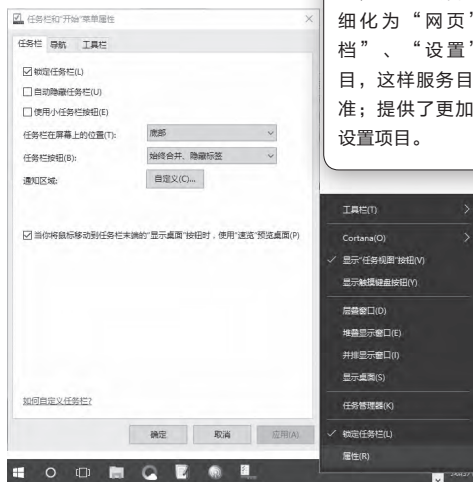 任务栏和“开始”菜单属性
任务栏 导航 工具栏
锁定任务栏(L)
自动隐藏任务栏(U)
使用小任务栏按钮(E)
任务栏在屏幕上的位置(T): 底部
任务栏按钮(B): 始终合并、隐藏标签
通知区域: 自定义(C)...
当你将鼠标移动到任务栏末端的“显示桌面”按钮时，使用“速览”预览桌面(P)
如何自定义任务栏?
确定 取消 应用(A)
细化为“网页”
档”、“设置”
目，这样服务目
准；提供了更加
设置项目。
工具栏(T)
Cortana(O)
显示“任务视图”按钮(V)
显示触摸键盘按钮(Y)
层叠窗口(D)
堆叠显示窗口(E)
并排显示窗口(I)
显示桌面(S)
任务管理器(K)
锁定任务栏(L)
属性(R)